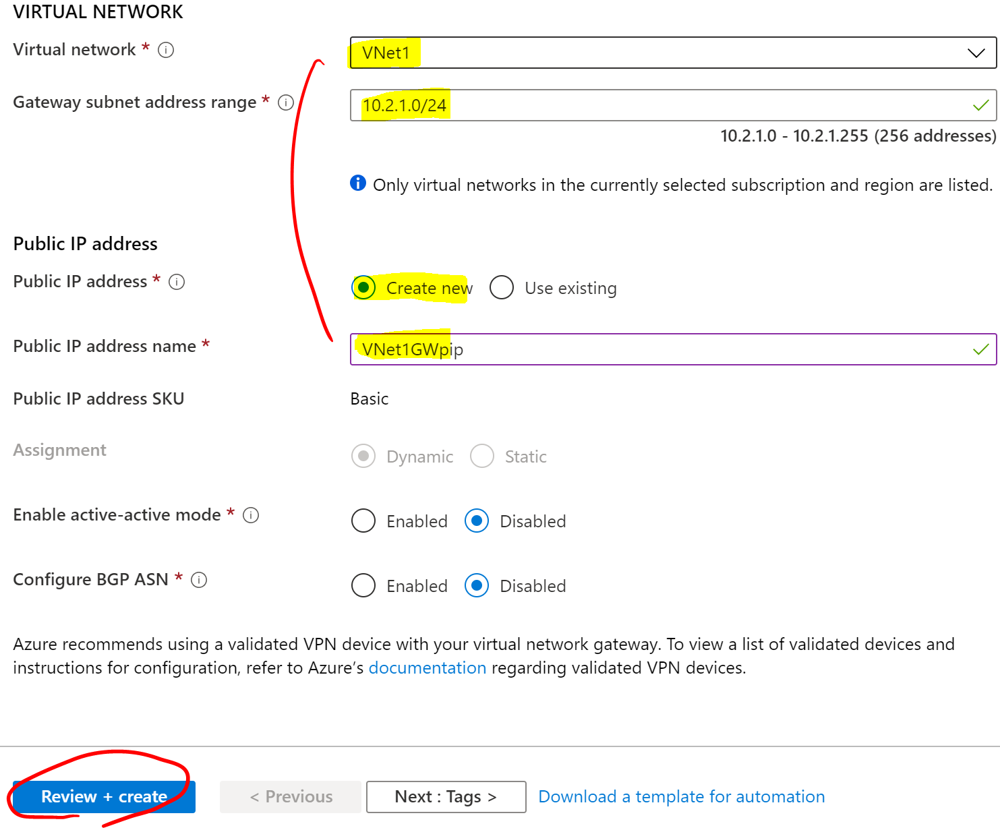 VIRTUAL NETWORK
Virtual network *
VNet1
Gateway subnet address range *
10.2.1.0/24
10.2.1.0 - 10.2.1.255 (256 addresses)
Only virtual networks in the currently selected subscription and region are listed.
Public IP address
Public IP address *
Create new Use existing
Public IP address name *
VNet1GWpip
Public IP address SKU
Basic
Assignment
Dynamic Static
Enable active-active mode *
Enabled Disabled
Configure BGP ASN *
Enabled Disabled
Azure recommends using a validated VPN device with your virtual network gateway. To view a list of validated devices and
instructions for configuration, refer to Azure’s documentation regarding validated VPN devices.
Review + create < Previous Next : Tags > Download a template for automation